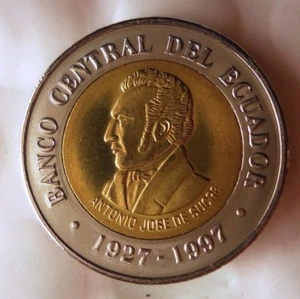 BANCO CENTRAL DEL ECUADOR
ANTONIO JOSE DE SUCRE
· 1927 - 1997 ·